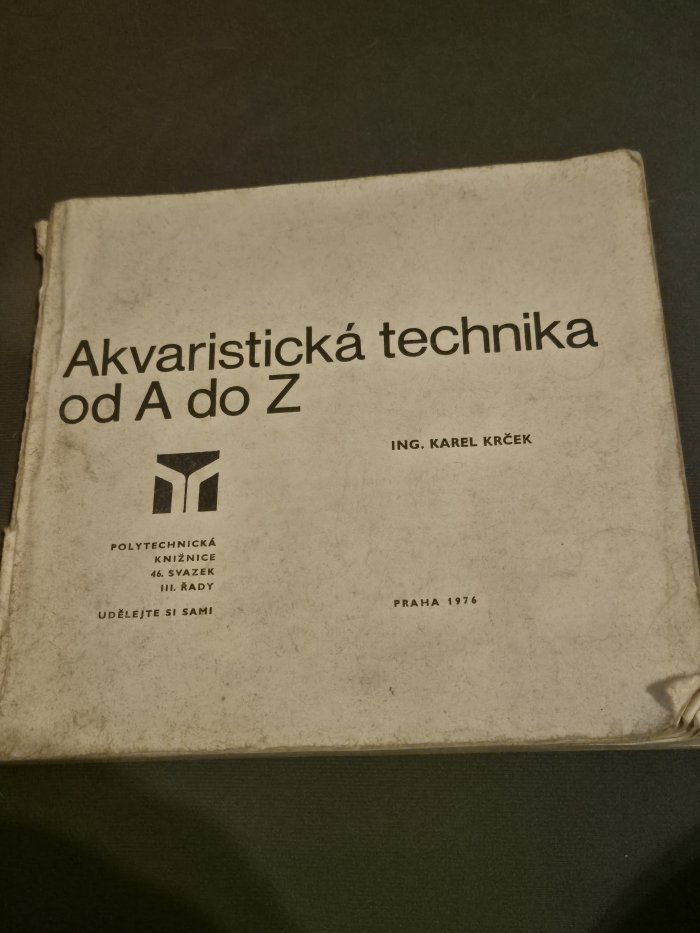 Akvaristická technika
od A do Z
ING. KAREL KRČEK
POLYTECHNICKÁ
KNIŽNICE
46. SVAZEK
III. ŘADY
UDĚLEJTE SI SAMI
PRAHA 1976